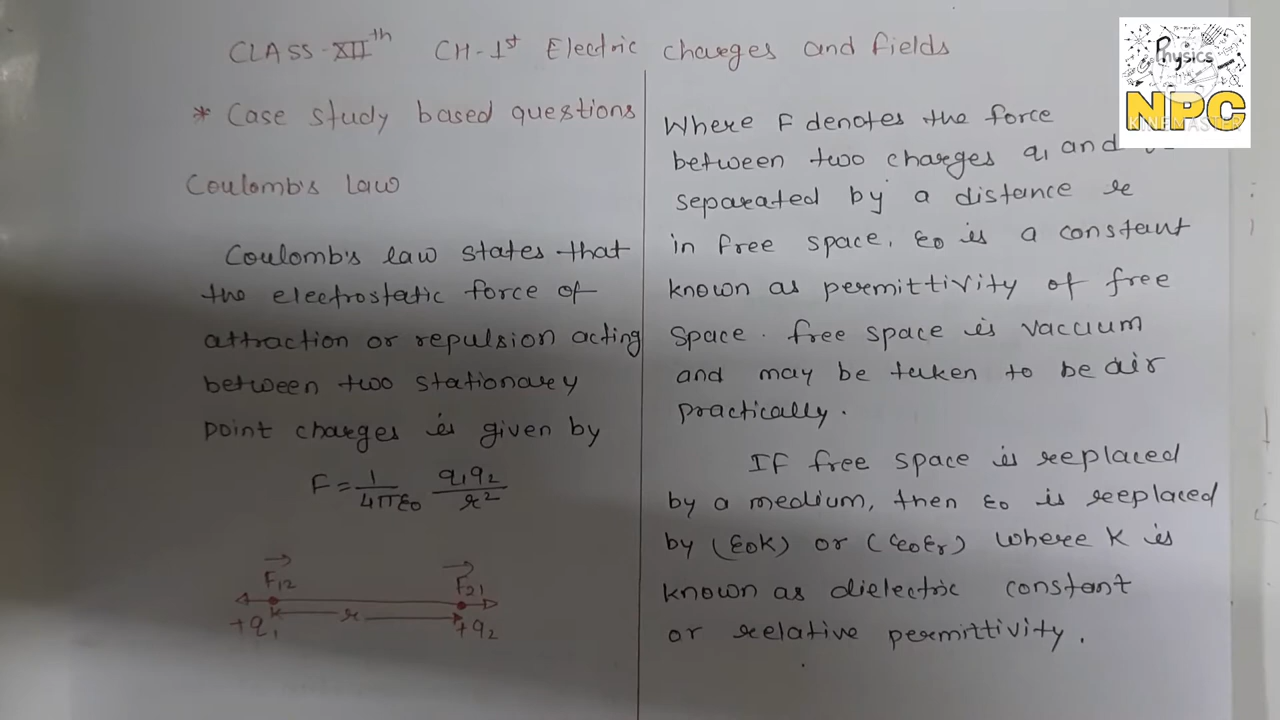 CLASS-XIIth CH-1st Electric charges and fields
* Case study based questions
Coulomb's law
Coulomb's law states that
the electrostatic force of
attraction or repulsion acting
between two stationary
point charges is given by
F = 1/4πε0 q1q2/r²
F12 F21
r
+q1 +q2
Where F denotes the force
between two charges q1 and
separated by a distance r
in free space, ε0 is a constant
known as permittivity of free
space. free space is vaccium
and may be taken to be air
practically.
If free space is replaced
by a medium, then ε0 is reeplaced
by (ε0K) or (ε0εr) where K is
known as dielectric constant
or relative permittivity.
Physics
NPC
KINEMASTER